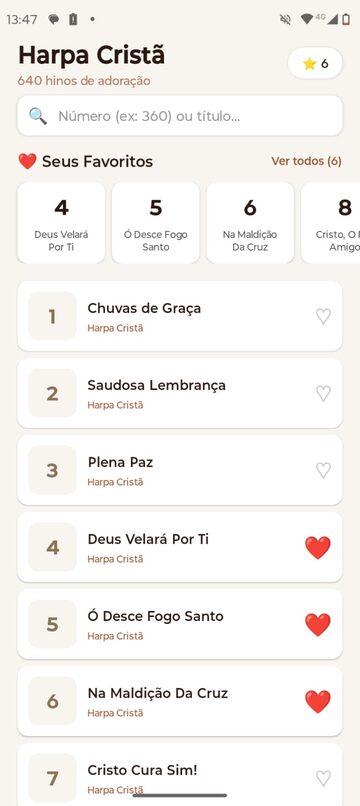 13:47
4G
Harpa Cristã
640 hinos de adoração
⭐ 6
🔍 Número (ex: 360) ou título...
❤️ Seus Favoritos
Ver todos (6)
4
Deus Velará
Por Ti
5
Ó Desce Fogo
Santo
6
Na Maldição
Da Cruz
8
Cristo, O
Amigo
1
Chuvas de Graça
Harpa Cristã
2
Saudosa Lembrança
Harpa Cristã
3
Plena Paz
Harpa Cristã
4
Deus Velará Por Ti
Harpa Cristã
5
Ó Desce Fogo Santo
Harpa Cristã
6
Na Maldição Da Cruz
Harpa Cristã
7
Cristo Cura Sim!
Harpa Cristã